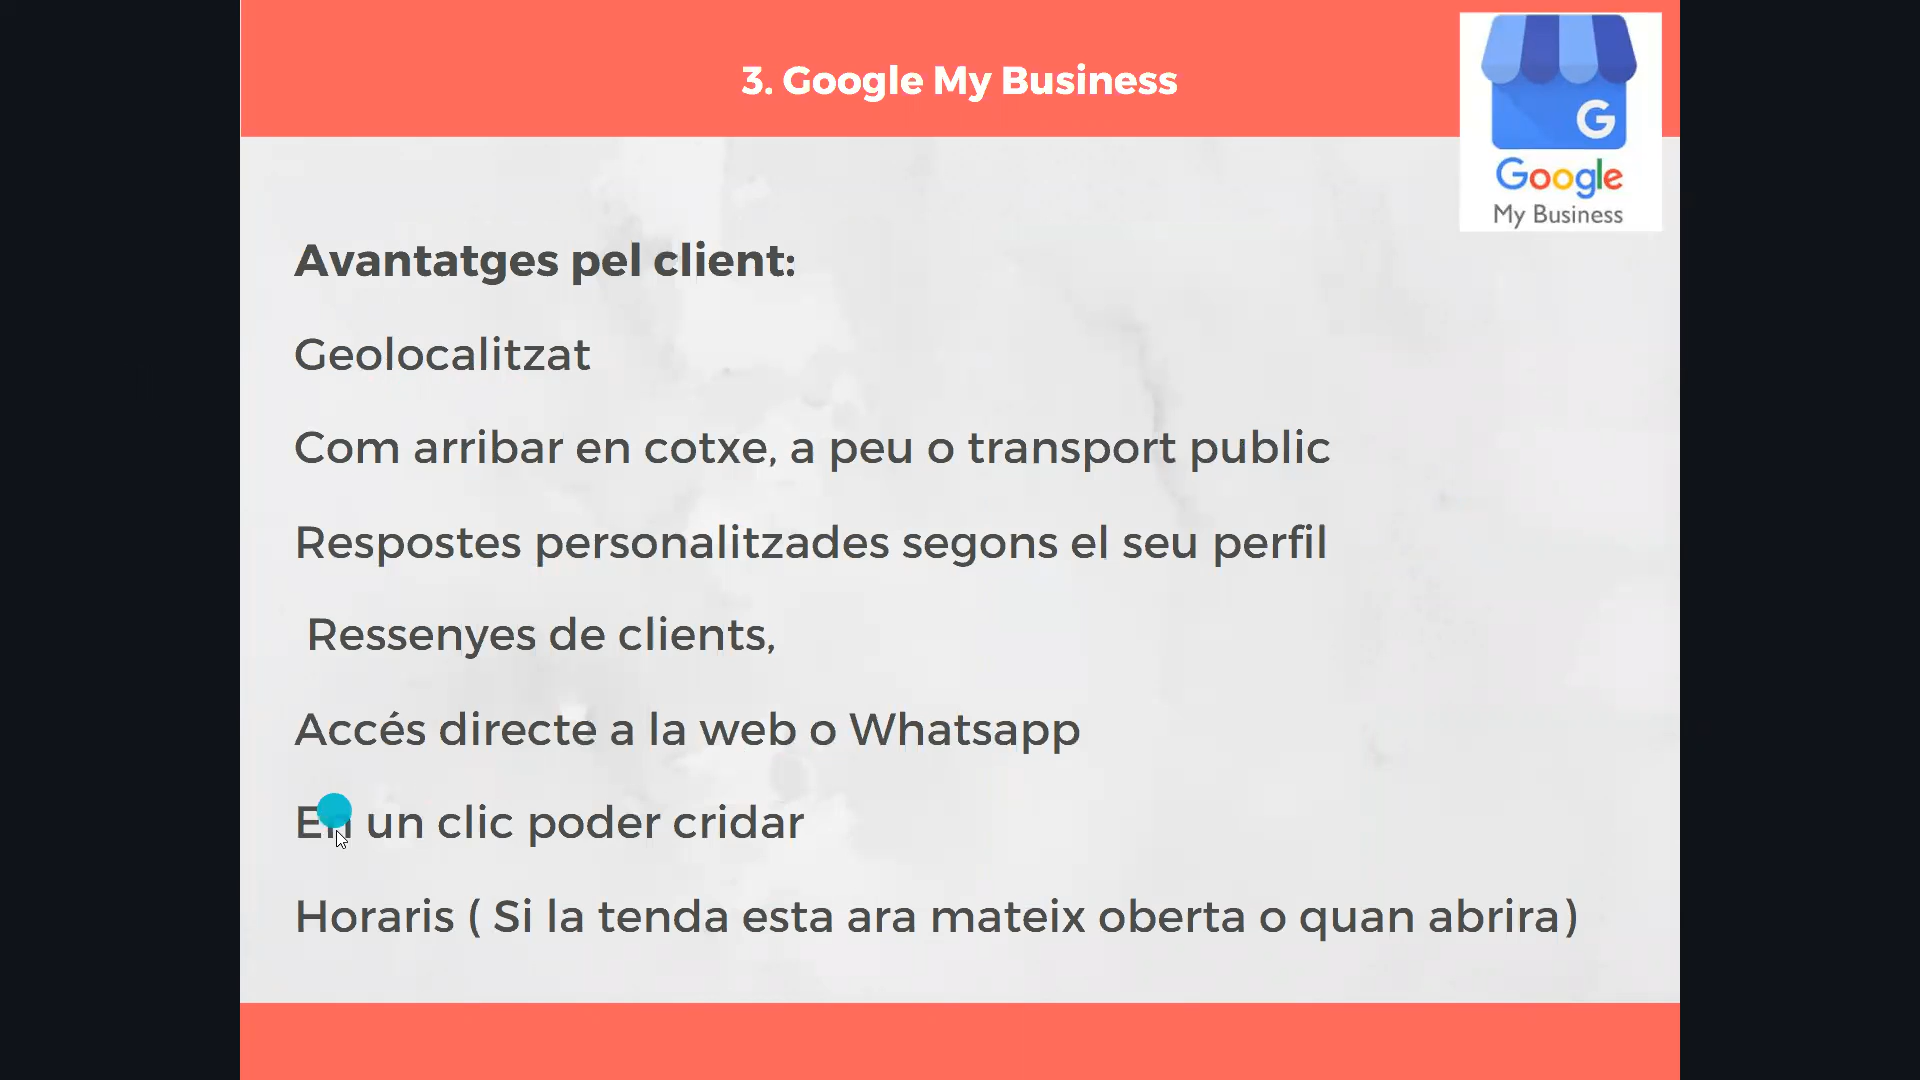 3. Google My Business
G
Google
My Business
Avantatges pel client:
Geolocalitzat
Com arribar en cotxe, a peu o transport public
Respostes personalitzades segons el seu perfil
Ressenyes de clients,
Accés directe a la web o Whatsapp
En un clic poder cridar
Horaris ( Si la tenda esta ara mateix oberta o quan abrira)